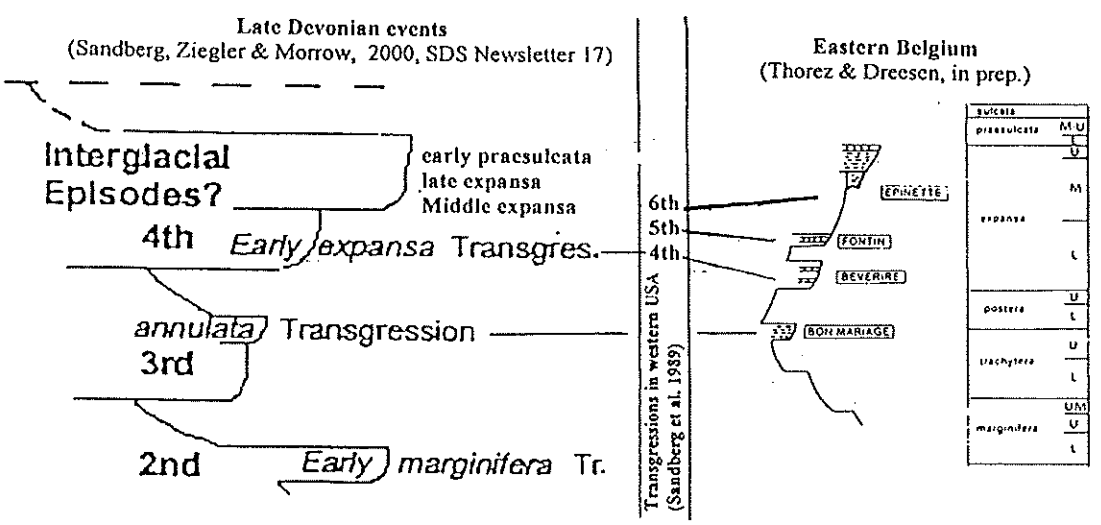 Late Devonian events
(Sandberg, Ziegler & Morrow, 2000, SDS Newsletter 17)
Interglacial
Episodes?
early praesulcata
late expansa
Middle expansa
4th
Early expansa Transgres.
annulata Transgression
3rd
2nd
Early marginifera Tr.
6th
5th
4th
Transgressions in western USA
(Sandberg et al. 1989)
Eastern Belgium
(Thorez & Dreesen, in prep.)
EPINETTE
FONTIN
BEVERIRE
BON MARIAGE
sulcata
praesulcata
M-U
L
U
expansa
M
L
postera
U
L
trachytera
U
L
marginifera
UM
U
L